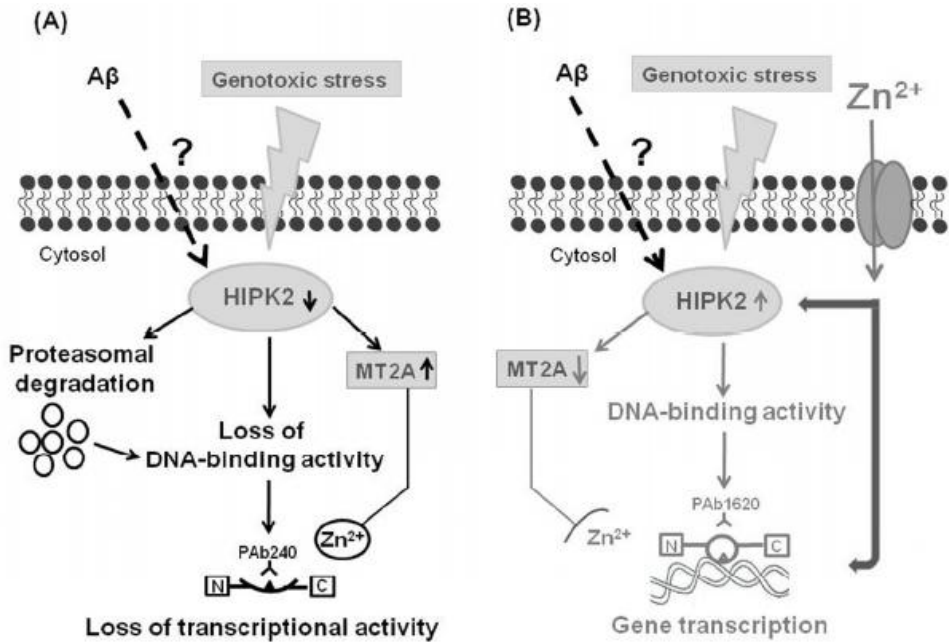 (A)
Aβ
Genotoxic stress
?
Cytosol
HIPK2
Proteasomal
degradation
MT2A
Loss of
DNA-binding activity
Zn²⁺
PAb240
N
C
Loss of transcriptional activity
(B)
Aβ
Genotoxic stress
Zn²⁺
?
Cytosol
HIPK2
MT2A
DNA-binding activity
PAb1620
Zn²⁺
N
C
Gene transcription